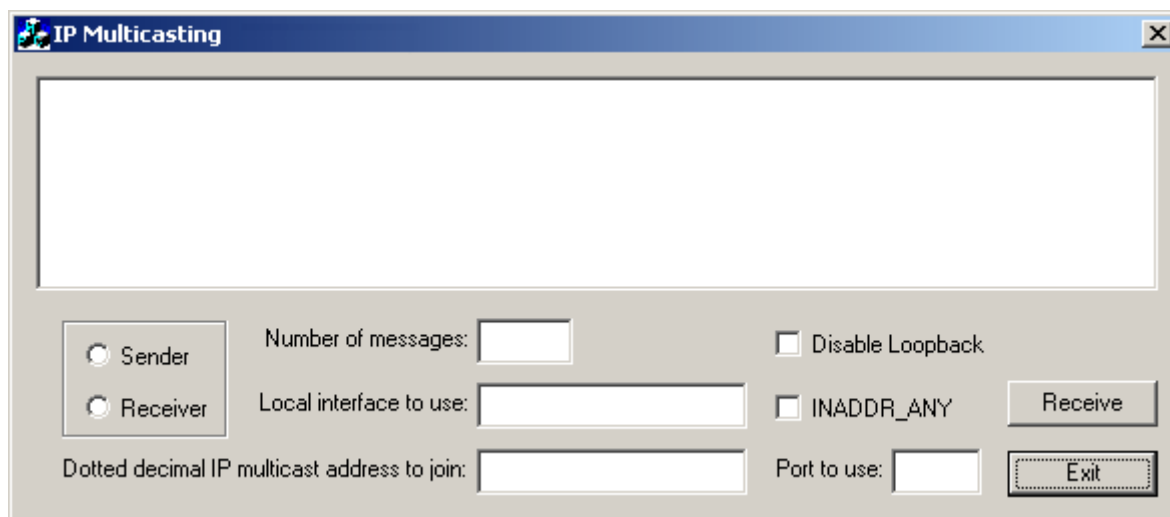 IP Multicasting
Sender
Receiver
Number of messages:
Disable Loopback
Local interface to use:
INADDR_ANY
Receive
Dotted decimal IP multicast address to join:
Port to use:
Exit